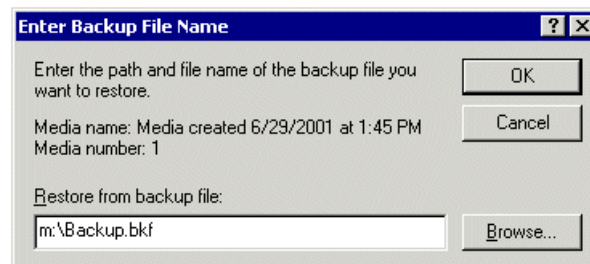 Enter Backup File Name
Enter the path and file name of the backup file you
want to restore.
OK
Media name: Media created 6/29/2001 at 1:45 PM
Media number: 1
Cancel
Restore from backup file:
m:\Backup.bkf
Browse...